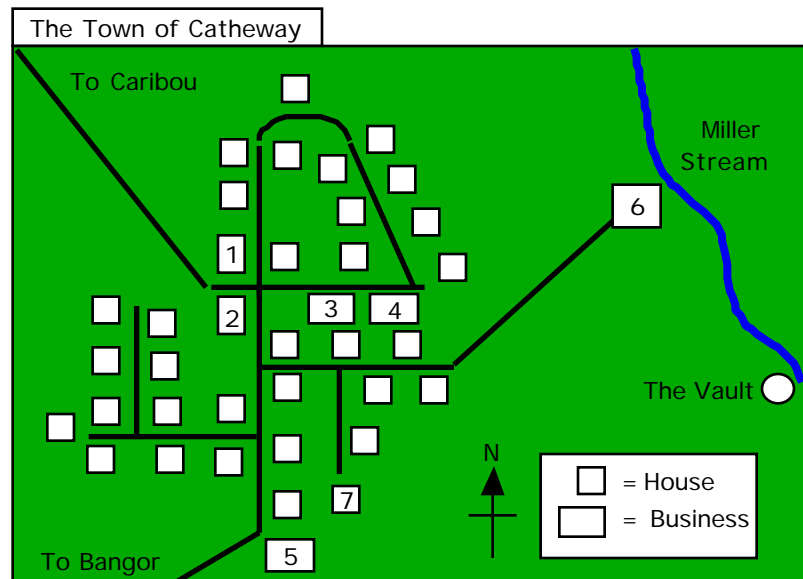 The Town of Catheway
To Caribou
Miller
Stream
6
1
2
3
4
The Vault
N
7
= House
= Business
5
To Bangor